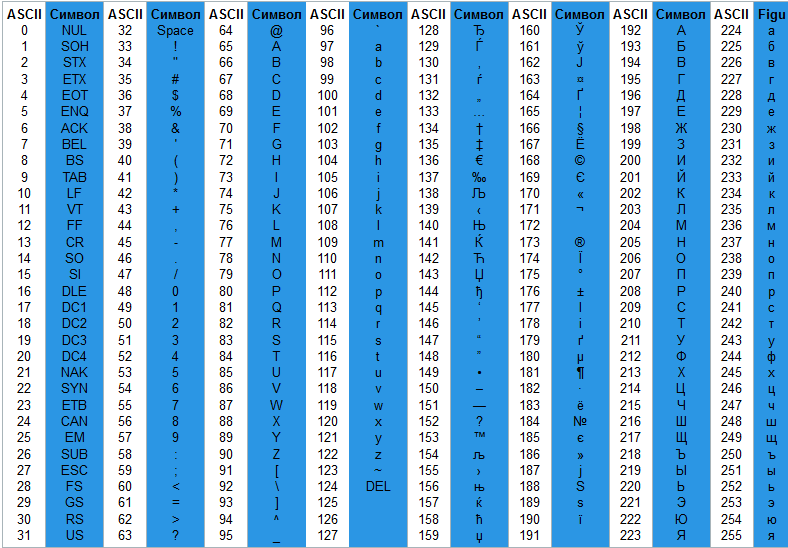 ASCII Символ ASCII Символ ASCII Символ ASCII Символ ASCII Символ ASCII Символ ASCII Символ ASCII Figu
0 NUL 32 Space 64 @ 96 ` 128 Ђ 160 Ў 192 А 224 а
1 SOH 33 ! 65 A 97 a 129 Ѓ 161 ў 193 Б 225 б
2 STX 34 " 66 B 98 b 130 ‚ 162 Ј 194 В 226 в
3 ETX 35 # 67 C 99 c 131 ѓ 163 ¤ 195 Г 227 г
4 EOT 36 $ 68 D 100 d 132 „ 164 Ґ 196 Д 228 д
5 ENQ 37 % 69 E 101 e 133 … 165 ¦ 197 Е 229 е
6 ACK 38 & 70 F 102 f 134 † 166 § 198 Ж 230 ж
7 BEL 39 ' 71 G 103 g 135 ‡ 167 Ё 199 З 231 з
8 BS 40 ( 72 H 104 h 136 € 168 © 200 И 232 и
9 TAB 41 ) 73 I 105 i 137 ‰ 169 Є 201 Й 233 й
10 LF 42 * 74 J 106 j 138 Љ 170 « 202 К 234 к
11 VT 43 + 75 K 107 k 139 ‹ 171 ¬ 203 Л 235 л
12 FF 44 , 76 L 108 l 140 Њ 172 204 М 236 м
13 CR 45 - 77 M 109 m 141 Ќ 173 ® 205 Н 237 н
14 SO 46 . 78 N 110 n 142 Ћ 174 Ї 206 О 238 о
15 SI 47 / 79 O 111 o 143 Џ 175 ° 207 П 239 п
16 DLE 48 0 80 P 112 p 144 ђ 176 ± 208 Р 240 р
17 DC1 49 1 81 Q 113 q 145 ‘ 177 І 209 С 241 с
18 DC2 50 2 82 R 114 r 146 ’ 178 і 210 Т 242 т
19 DC3 51 3 83 S 115 s 147 “ 179 ґ 211 У 243 у
20 DC4 52 4 84 T 116 t 148 ” 180 µ 212 Ф 244 ф
21 NAK 53 5 85 U 117 u 149 • 181 ¶ 213 Х 245 х
22 SYN 54 6 86 V 118 v 150 – 182 · 214 Ц 246 ц
23 ETB 55 7 87 W 119 w 151 — 183 ё 215 Ч 247 ч
24 CAN 56 8 88 X 120 x 152 ? 184 № 216 Ш 248 ш
25 EM 57 9 89 Y 121 y 153 ™ 185 є 217 Щ 249 щ
26 SUB 58 : 90 Z 122 z 154 љ 186 » 218 Ъ 250 ъ
27 ESC 59 ; 91 [ 123 ~ 155 › 187 ј 219 Ы 251 ы
28 FS 60 < 92 \ 124 DEL 156 њ 188 Ѕ 220 Ь 252 ь
29 GS 61 = 93 ] 125 157 ќ 189 ѕ 221 Э 253 э
30 RS 62 > 94 ^ 126 158 ћ 190 ї 222 Ю 254 ю
31 US 63 ? 95 _ 127 159 џ 191 223 Я 255 я